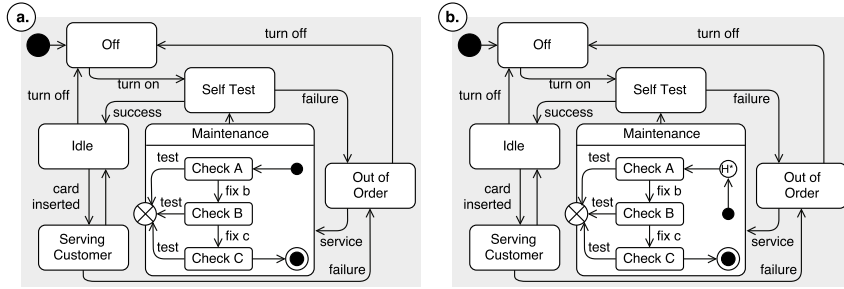 a.
Off
turn off
turn on
Self Test
turn off
success
failure
Idle
Maintenance
test
Check A
card
inserted
fix b
Out of
Order
test
Check B
fix c
service
Serving
Customer
test
Check C
failure
b.
Off
turn off
turn on
Self Test
turn off
success
failure
Idle
Maintenance
test
Check A
H*
card
inserted
fix b
Out of
Order
test
Check B
fix c
service
Serving
Customer
test
Check C
failure